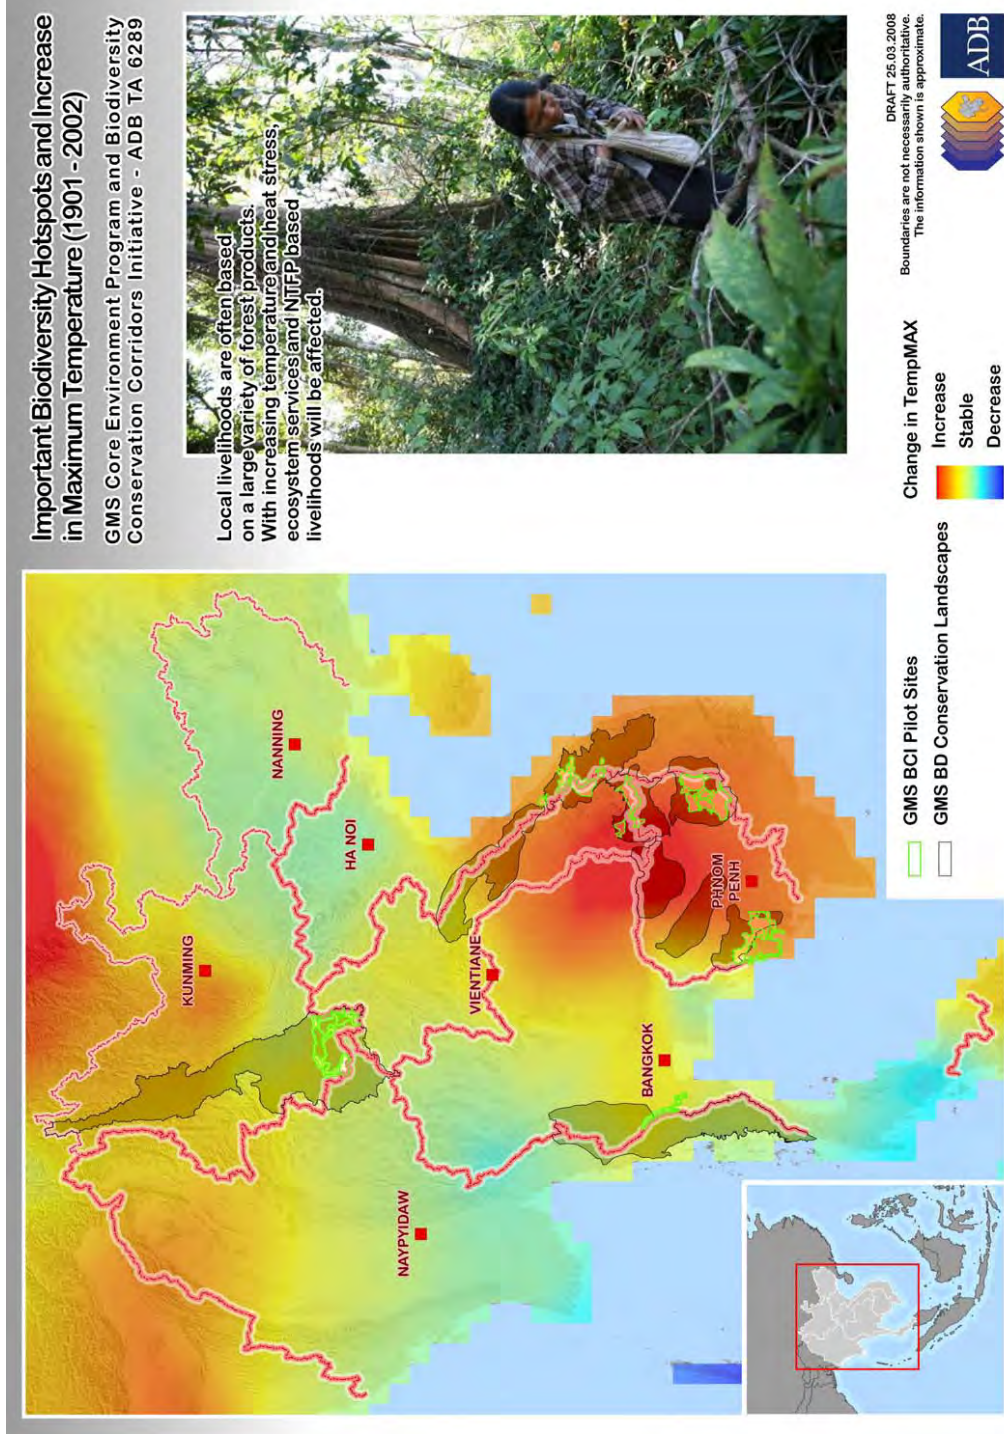 Important Biodiversity Hotspots and Increase
in Maximum Temperature (1901 - 2002)
GMS Core Environment Program and Biodiversity
Conservation Corridors Initiative - ADB TA 6289
Local livelihoods are often based
on a large variety of forest products.
With increasing temperature and heat stress,
ecosystem services and NTFP based
livelihoods will be affected.
KUNMING
NANNING
HA NOI
NAYPYIDAW
VIENTIANE
BANGKOK
PHNOM
PENH
GMS BCI Pilot Sites
GMS BD Conservation Landscapes
Change in TempMAX
Increase
Stable
Decrease
DRAFT 25.03.2008
Boundaries are not necessarily authoritative.
The information shown is approximate.
ADB